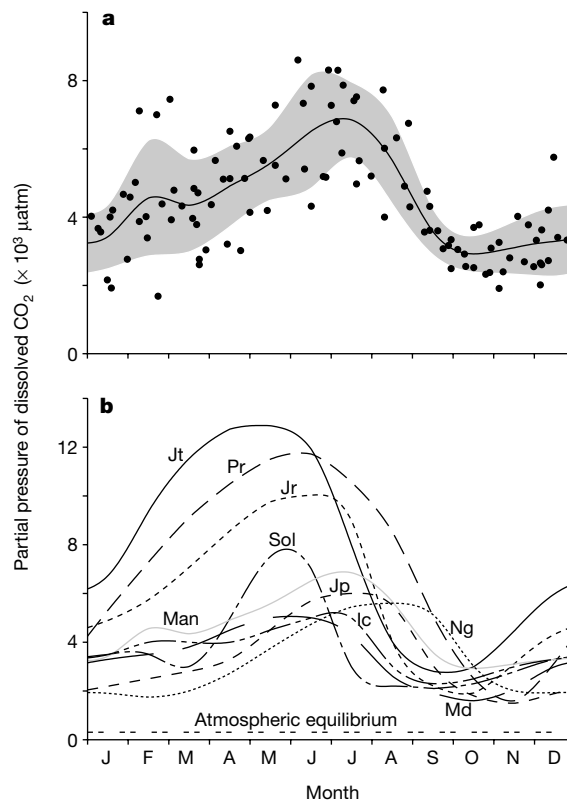 a
8
4
0
Partial pressure of dissolved CO2 (× 10³ μatm)
b
12
8
4
0
Jt
Pr
Jr
Sol
Jp
Man
Ic
Ng
Md
Atmospheric equilibrium
J F M A M J J A S O N D
Month